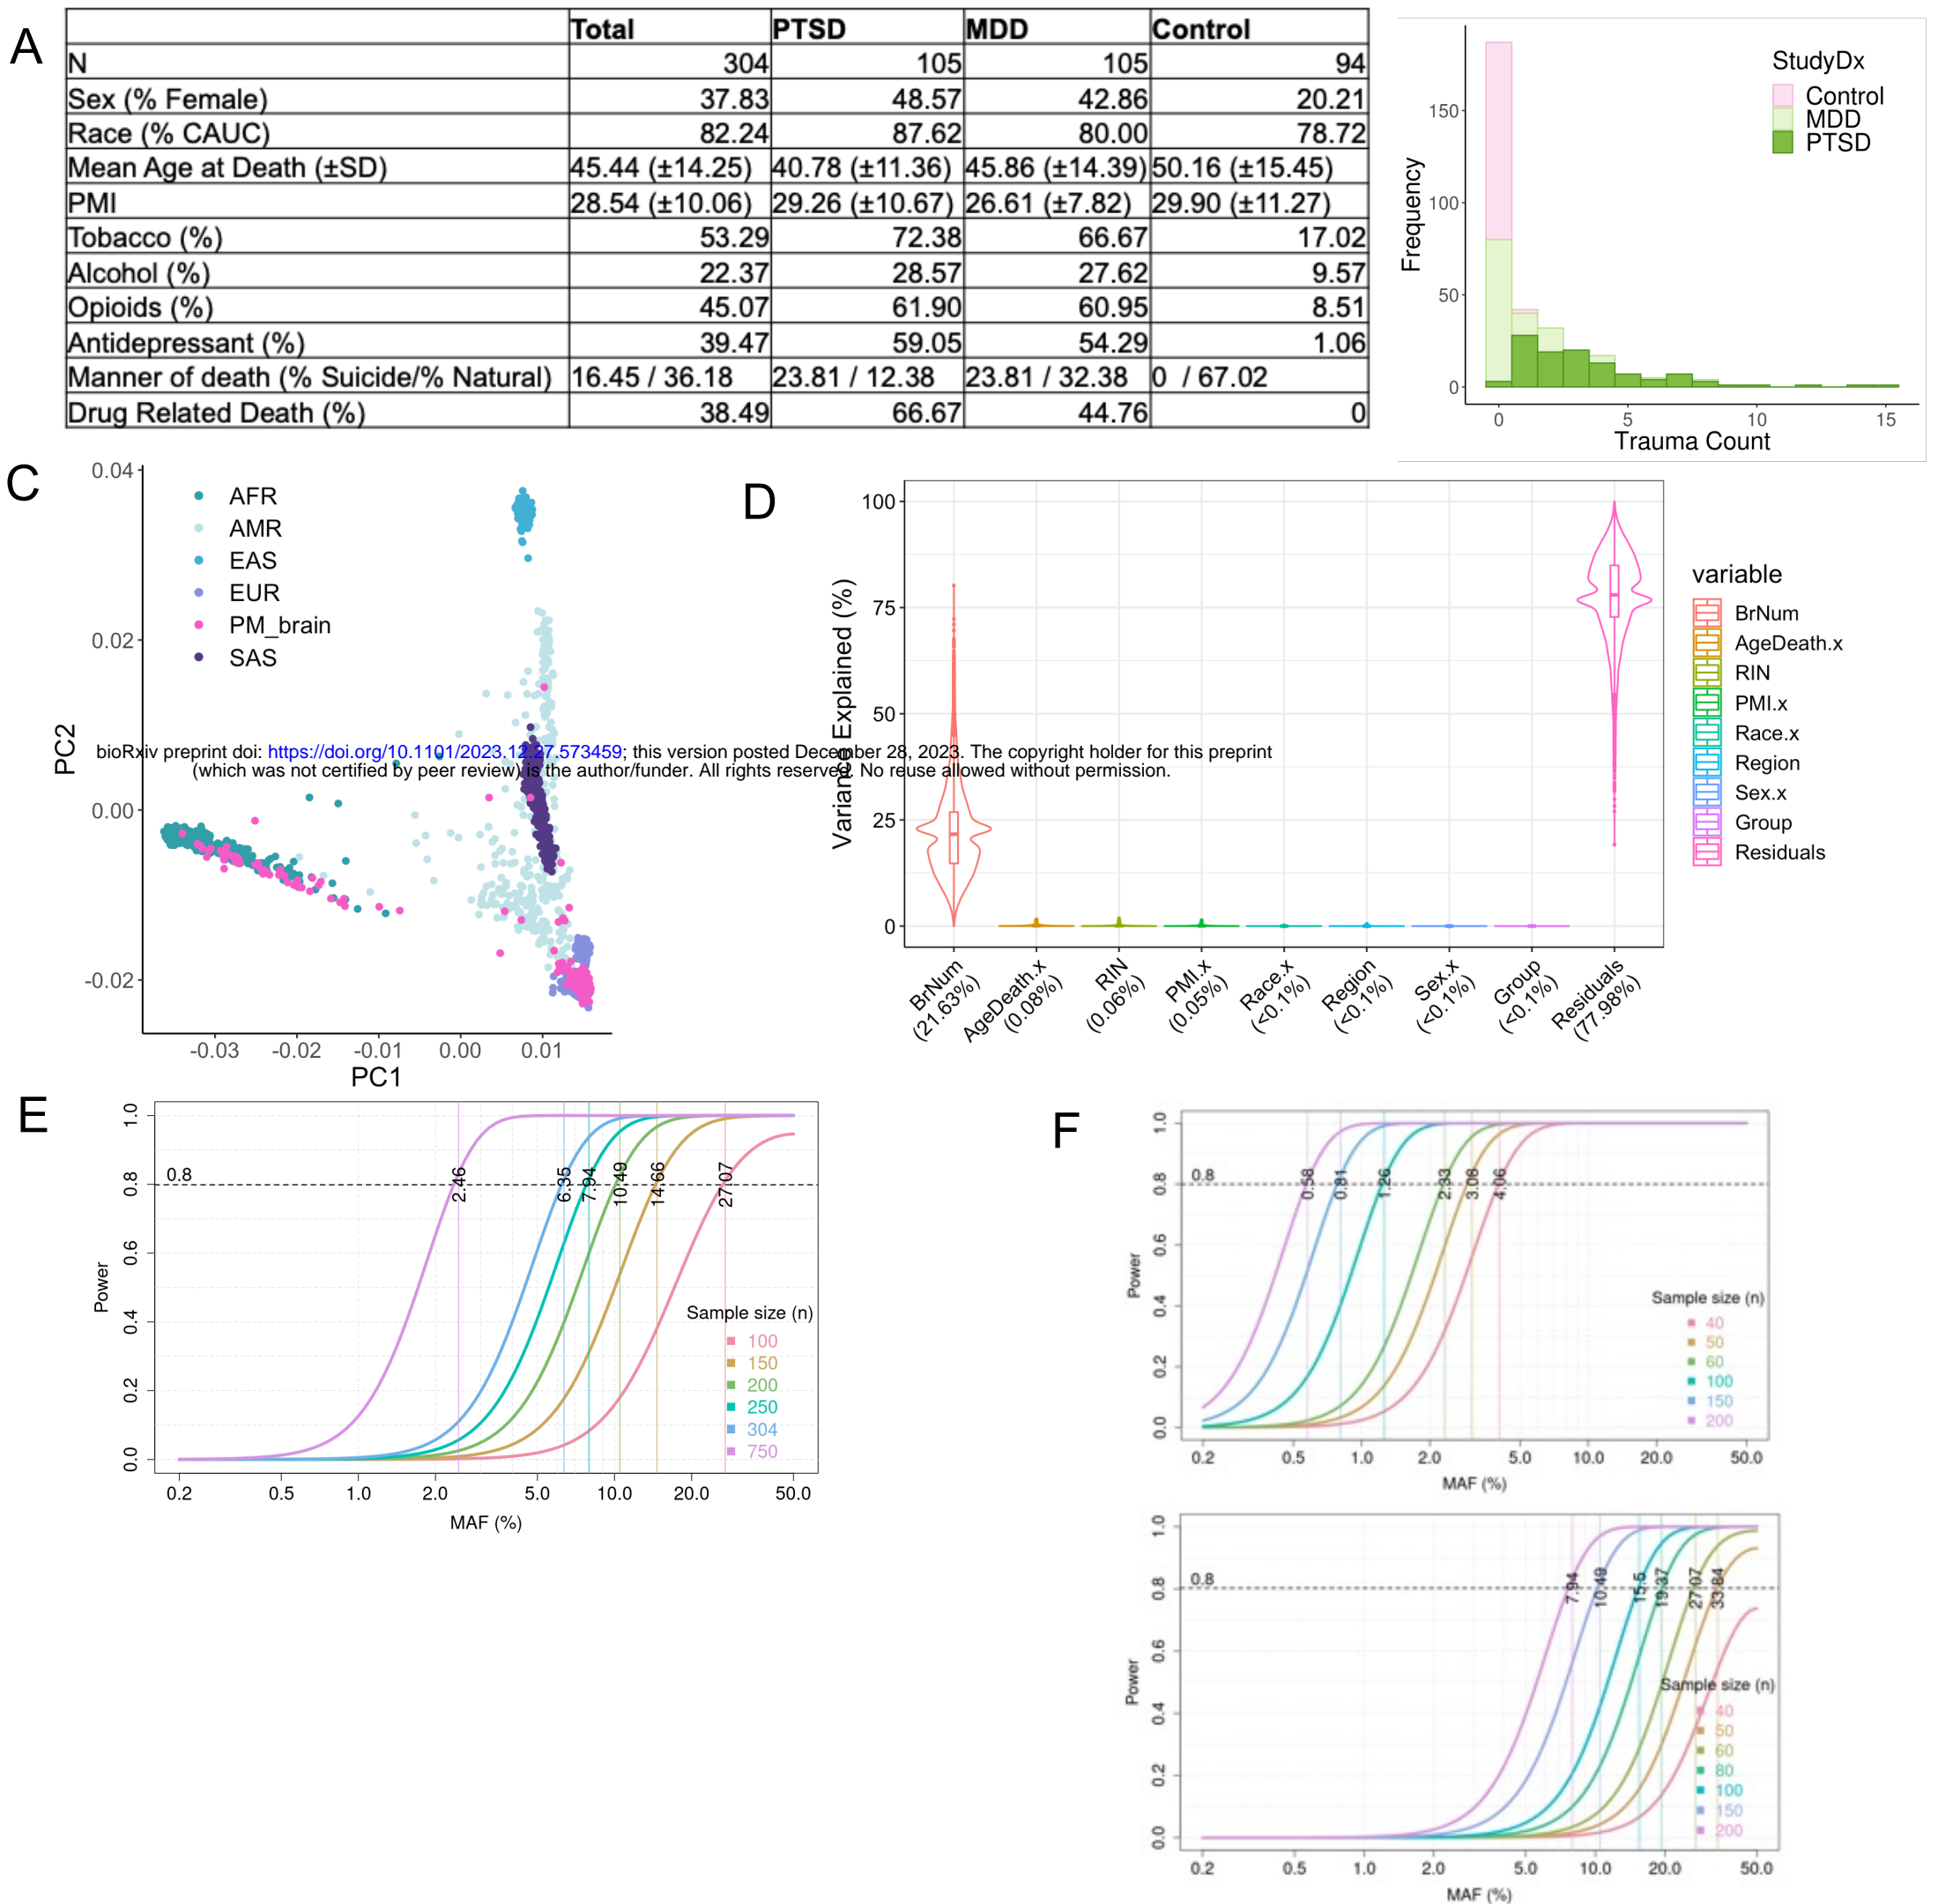 A
Total PTSD MDD Control
N 304 105 105 94
Sex (% Female) 37.83 48.57 42.86 20.21
Race (% CAUC) 82.24 87.62 80.00 78.72
Mean Age at Death (±SD) 45.44 (±14.25) 40.78 (±11.36) 45.86 (±14.39) 50.16 (±15.45)
PMI 28.54 (±10.06) 29.26 (±10.67) 26.61 (±7.82) 29.90 (±11.27)
Tobacco (%) 53.29 72.38 66.67 17.02
Alcohol (%) 22.37 28.57 27.62 9.57
Opioids (%) 45.07 61.90 60.95 8.51
Antidepressant (%) 39.47 59.05 54.29 1.06
Manner of death (% Suicide/% Natural) 16.45 / 36.18 23.81 / 12.38 23.81 / 32.38 0 / 67.02
Drug Related Death (%) 38.49 66.67 44.76 0
StudyDx
Control
MDD
PTSD
Frequency
150
100
50
0
0 5 10 15
Trauma Count
C
0.04
0.02
0.00
-0.02
PC2
AFR
AMR
EAS
EUR
PM_brain
SAS
-0.03 -0.02 -0.01 0.00 0.01
PC1
bioRxiv preprint doi: https://doi.org/10.1101/2023.12.27.573459; this version posted December 28, 2023. The copyright holder for this preprint
(which was not certified by peer review) is the author/funder. All rights reserved. No reuse allowed without permission.
D
Variance Explained (%)
100
75
50
25
0
BrNum
(21.63%)
AgeDeath.x
(0.08%)
RIN
(0.06%)
PMI.x
(0.05%)
Race.x
(<0.1%)
Region
(<0.1%)
Sex.x
(<0.1%)
Group
(<0.1%)
Residuals
(77.98%)
variable
BrNum
AgeDeath.x
RIN
PMI.x
Race.x
Region
Sex.x
Group
Residuals
E
Power
1.0
0.8
0.6
0.4
0.2
0.0
0.8
2.46 6.35 7.94 10.49 14.66 27.07
Sample size (n)
100
150
200
250
304
750
0.2 0.5 1.0 2.0 5.0 10.0 20.0 50.0
MAF (%)
F
Power
1.0
0.8
0.6
0.4
0.2
0.0
0.8
0.58 0.81 1.26 2.33 3.08 4.06
Sample size (n)
40
50
60
100
150
200
0.2 0.5 1.0 2.0 5.0 10.0 20.0 50.0
MAF (%)
Power
1.0
0.8
0.6
0.4
0.2
0.0
0.8
7.94 10.49 15.5 19.37 27.07 33.84
Sample size (n)
40
50
60
80
100
150
200
0.2 0.5 1.0 2.0 5.0 10.0 20.0 50.0
MAF (%)